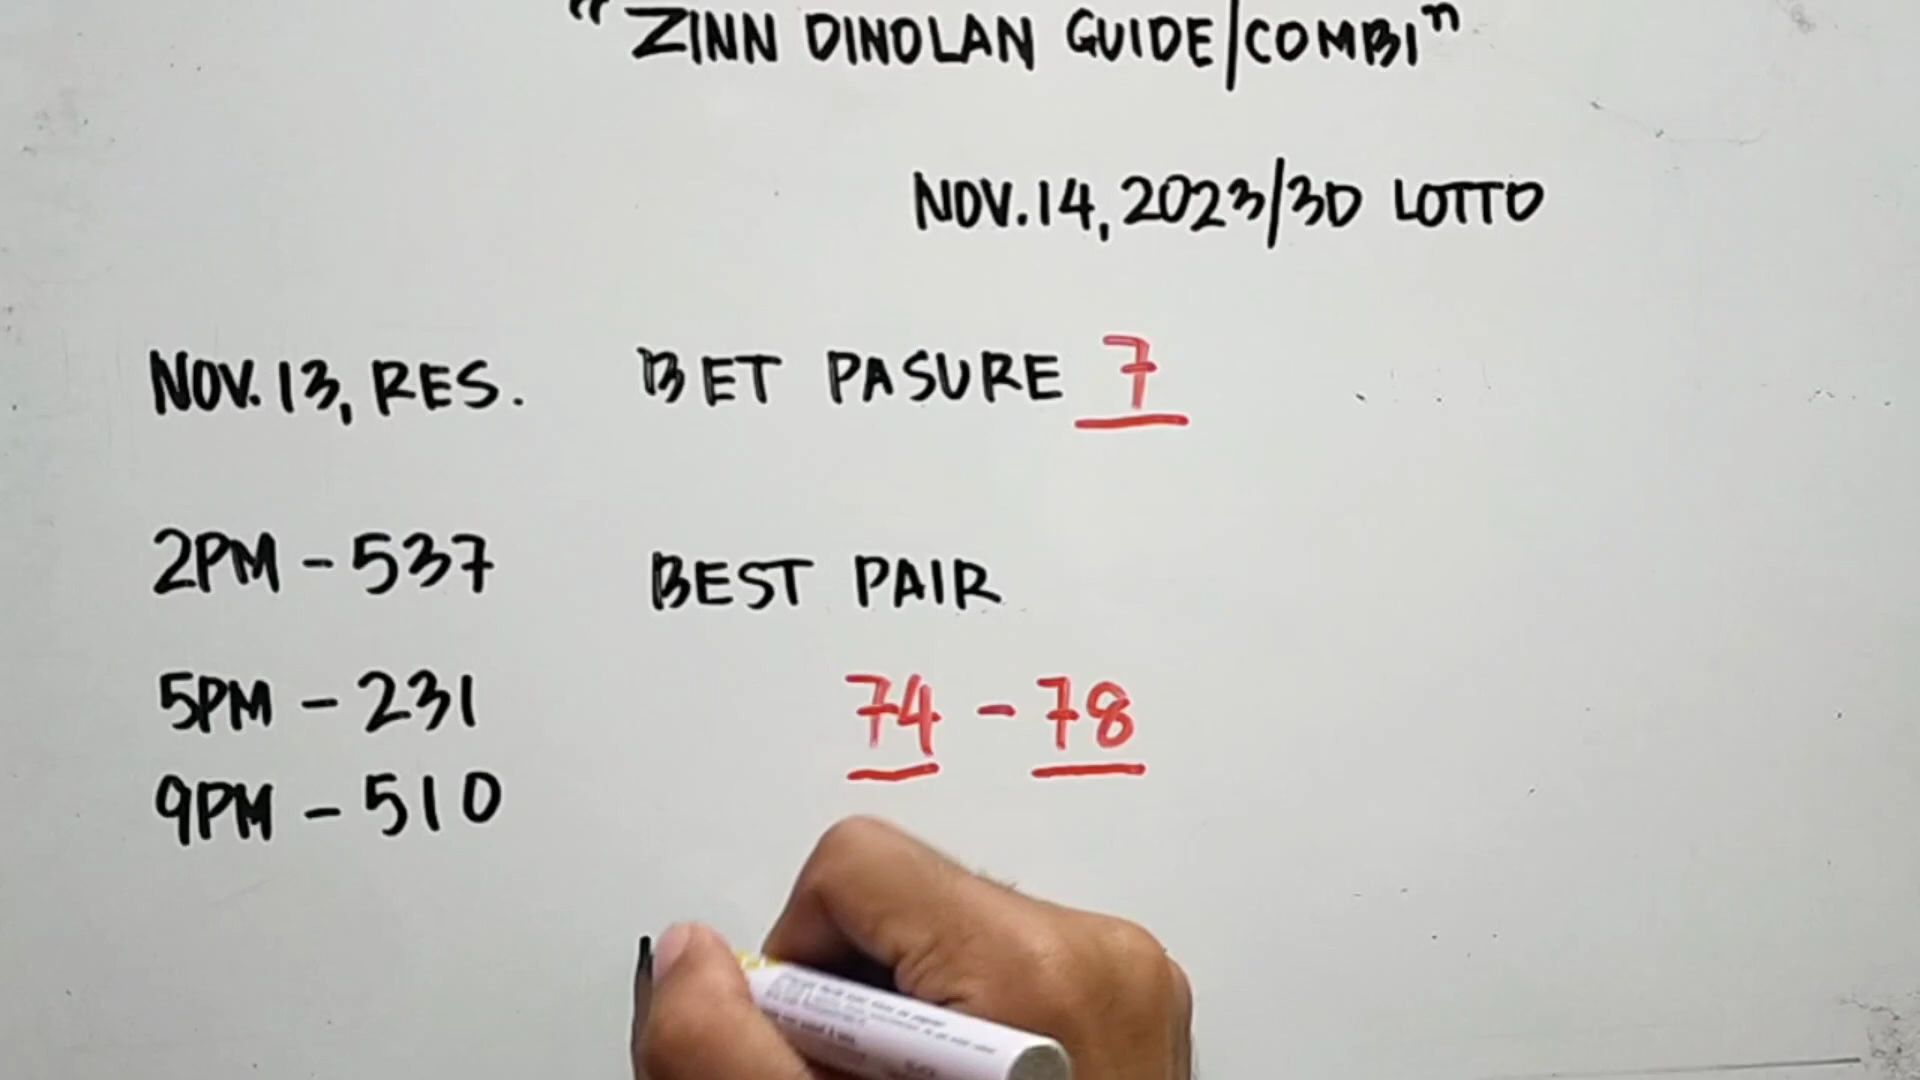 "ZINN DINOLAN GUIDE/COMBI"
NOV.14, 2023/3D LOTTO
NOV. 13, RES.
2PM - 537
5PM - 231
9PM - 510
BET PASURE 7
BEST PAIR
74 - 78